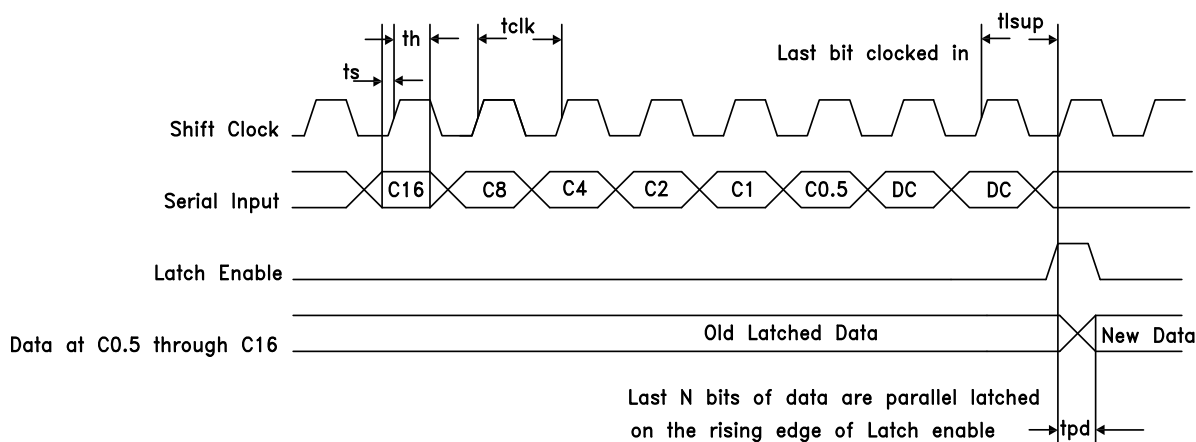 th
tclk
tlsup
Last bit clocked in
ts
Shift Clock
Serial Input
C16
C8
C4
C2
C1
C0.5
DC
DC
Latch Enable
Data at C0.5 through C16
Old Latched Data
New Data
Last N bits of data are parallel latched
on the rising edge of Latch enable
tpd